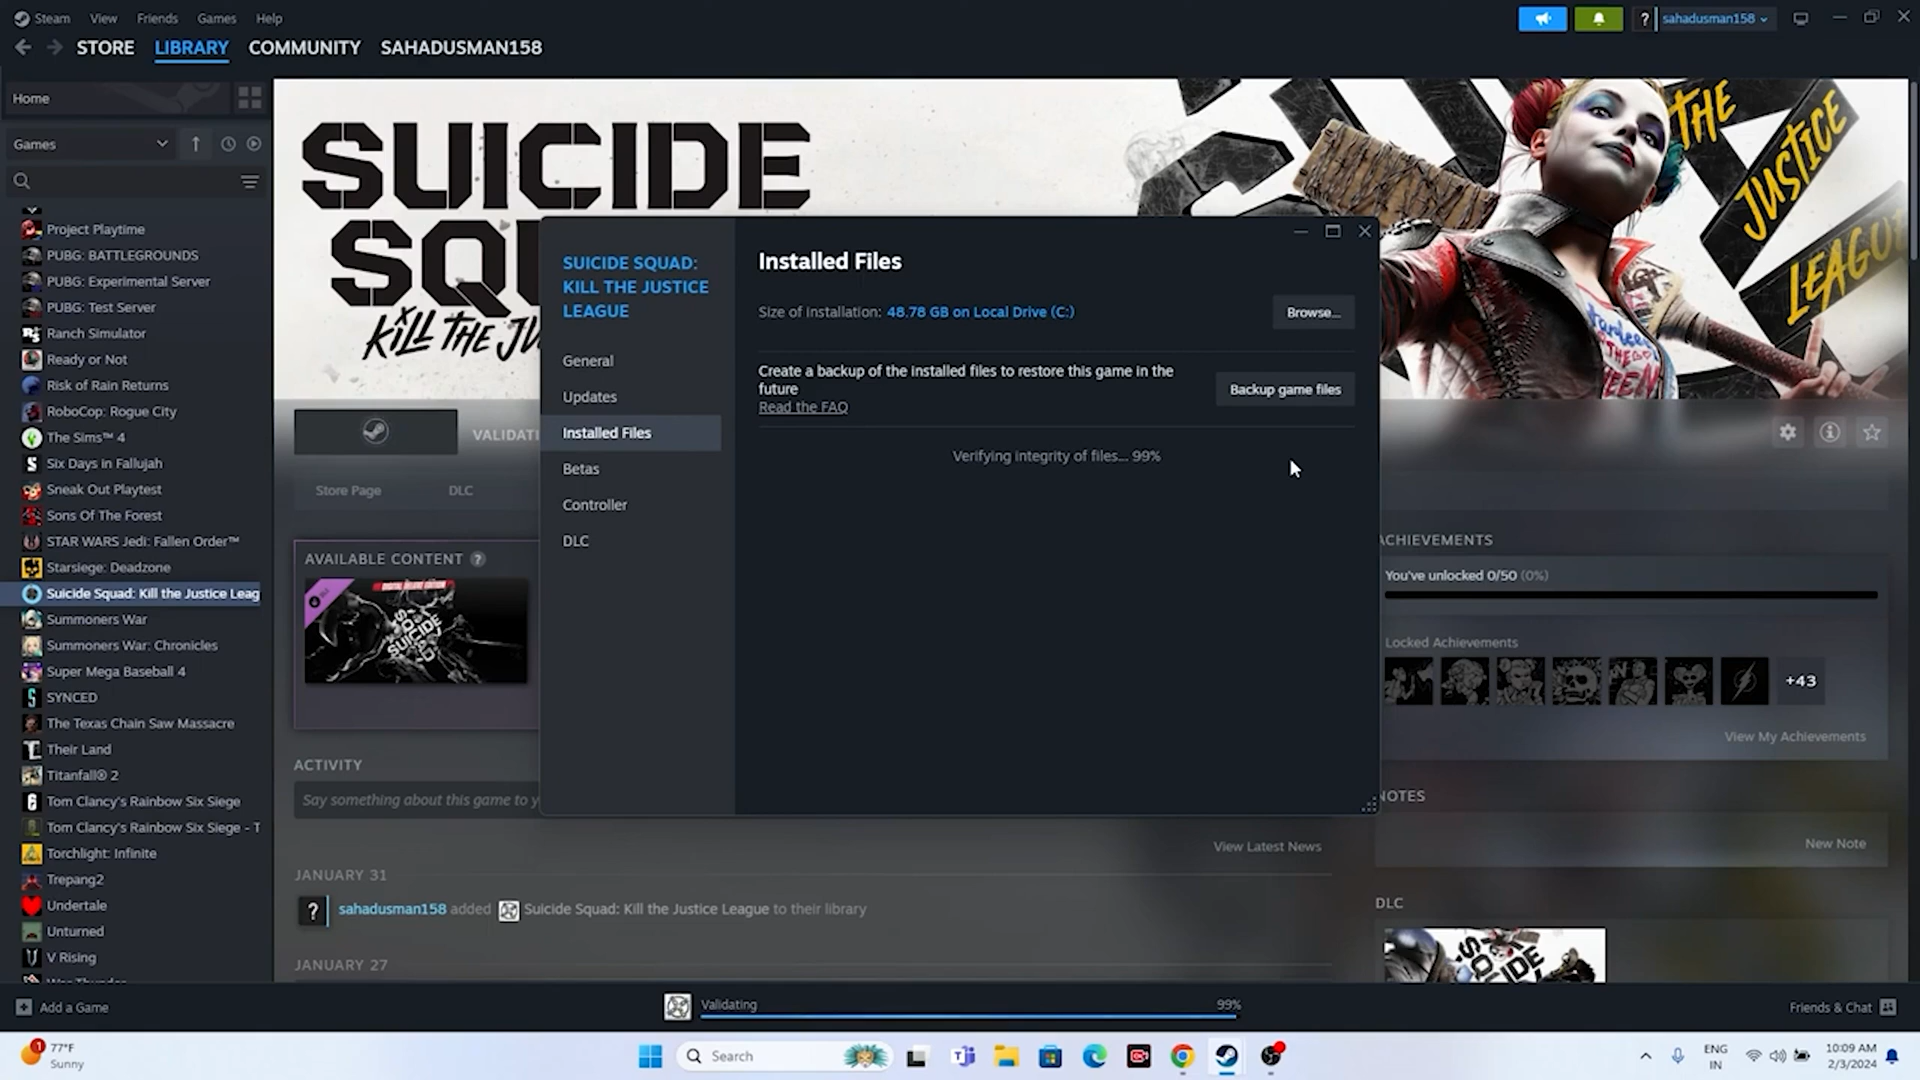 Steam View Friends Games Help
sahadusman158
STORE LIBRARY COMMUNITY SAHADUSMAN158
Home
Games
Project Playtime
PUBG: BATTLEGROUNDS
PUBG: Experimental Server
PUBG: Test Server
Ranch Simulator
Ready or Not
Risk of Rain Returns
RoboCop: Rogue City
The Sims™ 4
Six Days in Fallujah
Sneak Out Playtest
Sons Of The Forest
STAR WARS Jedi: Fallen Order™
Starsiege: Deadzone
Suicide Squad: Kill the Justice Leag
Summoners War
Summoners War: Chronicles
Super Mega Baseball 4
SYNCED
The Texas Chain Saw Massacre
Their Land
Titanfall® 2
Tom Clancy's Rainbow Six Siege
Tom Clancy's Rainbow Six Siege - T
Torchlight: Infinite
Trepang2
Undertale
Unturned
V Rising
Add a Game
SUICIDE
SQ
KILL THE JU
THE
JUSTICE
LEAGU
VALIDATI
Store Page DLC
AVAILABLE CONTENT ?
DIGITAL DELUXE EDITION
SUICIDE
SQUAD
ACTIVITY
Say something about this game to y
View Latest News
JANUARY 31
sahadusman158 added Suicide Squad: Kill the Justice League to their library
JANUARY 27
SUICIDE SQUAD:
KILL THE JUSTICE
LEAGUE
General
Updates
Installed Files
Betas
Controller
DLC
Installed Files
Size of installation: 48.78 GB on Local Drive (C:)
Browse...
Create a backup of the installed files to restore this game in the
future
Read the FAQ
Backup game files
Verifying integrity of files... 99%
ACHIEVEMENTS
You've unlocked 0/50 (0%)
Locked Achievements
+43
View My Achievements
NOTES
New Note
DLC
Validating 99%
Friends & Chat
1
77°F
Sunny
Search
ENG
IN
10:09 AM
2/3/2024